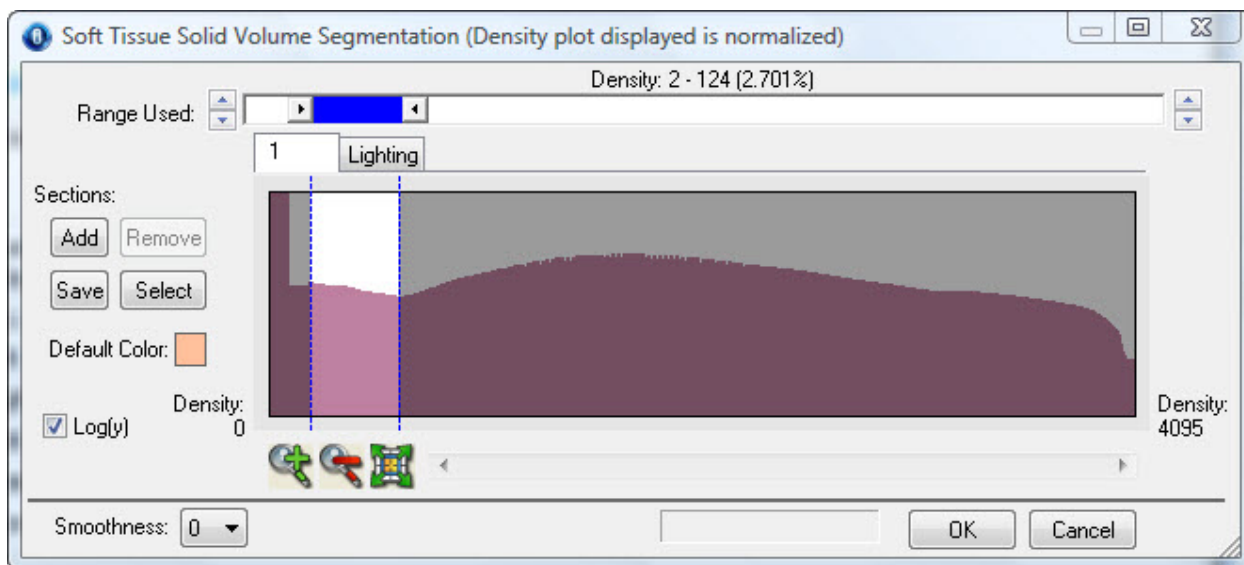 Soft Tissue Solid Volume Segmentation (Density plot displayed is normalized)
Density: 2 - 124 (2.701%)
Range Used:
1 Lighting
Sections:
Add Remove
Save Select
Default Color:
Log(y)
Density:
0
Density:
4095
Smoothness: 0
OK Cancel